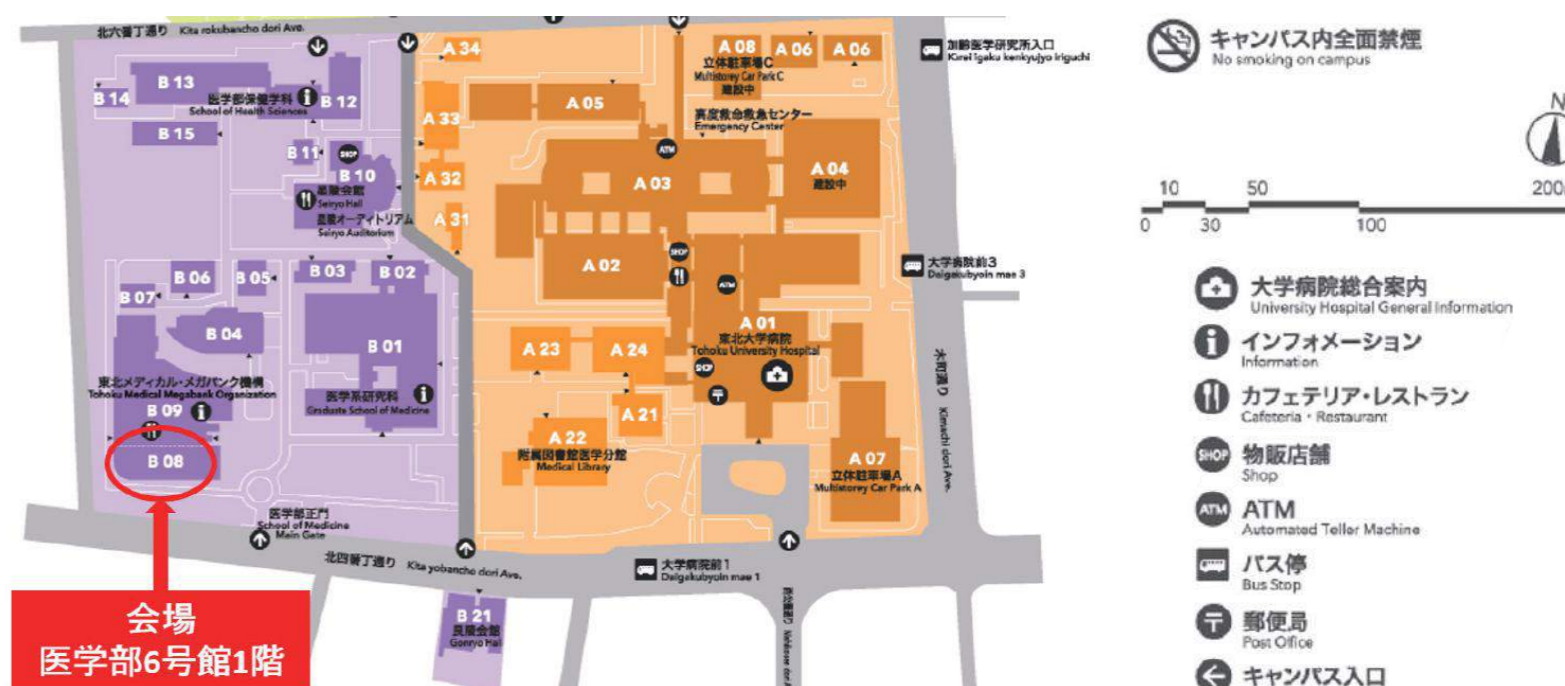 北六番丁通り Kita rokubancho dori Ave.
B 13
B 14
医学部保健学科
School of Health Sciences
B 12
B 15
B 11
SHOP
B 10
星陵会館
Seiryo Hall
星陵オーディトリアム
Seiryo Auditorium
B 06
B 05
B 03
B 02
B 07
B 04
B 01
東北メディカル・メガバンク機構
Tohoku Medical Megabank Organization
B 09
医学系研究科
Graduate School of Medicine
B 08
医学部正門
School of Medicine
Main Gate
北四番丁通り Kita yobancho dori Ave.
会場
医学部6号館1階
B 21
艮陵会館
Gonryo Hall
A 34
A 33
A 32
A 31
A 05
A 08
立体駐車場C
Multistorey Car Park C
建設中
A 06
A 06
高度救命救急センター
Emergency Center
ATM
A 03
A 04
建設中
A 02
SHOP
ATM
A 01
東北大学病院
Tohoku University Hospital
A 23
A 24
SHOP
A 21
A 22
附属図書館医学分館
Medical Library
A 07
立体駐車場A
Multistorey Car Park A
加齢医学研究所入口
Karei igaku kenkyujyo iriguchi
大学病院前3
Daigakubyoin mae 3
木町通り Kimachi dori Ave.
大学病院前1
Daigakubyoin mae 1
キャンパス内全面禁煙
No smoking on campus
N
10 50 200
0 30 100
大学病院総合案内
University Hospital General Information
インフォメーション
Information
カフェテリア・レストラン
Cafeteria・Restaurant
SHOP 物販店舗
Shop
ATM ATM
Automated Teller Machine
バス停
Bus Stop
〒 郵便局
Post Office
キャンパス入口